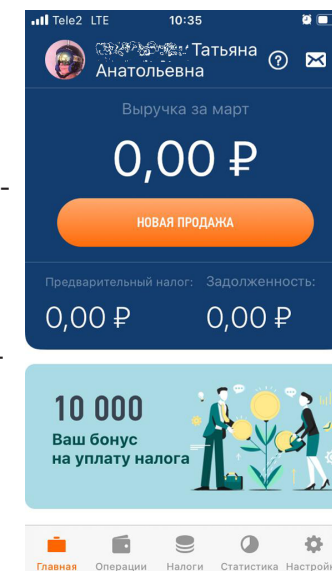 Tele2 LTE 10:35
Татьяна
Анатольевна
Выручка за март
0,00 ₽
НОВАЯ ПРОДАЖА
Предварительный налог: Задолженность:
0,00 ₽ 0,00 ₽
10 000
Ваш бонус
на уплату налога
Главная Операции Налоги Статистика Настройк